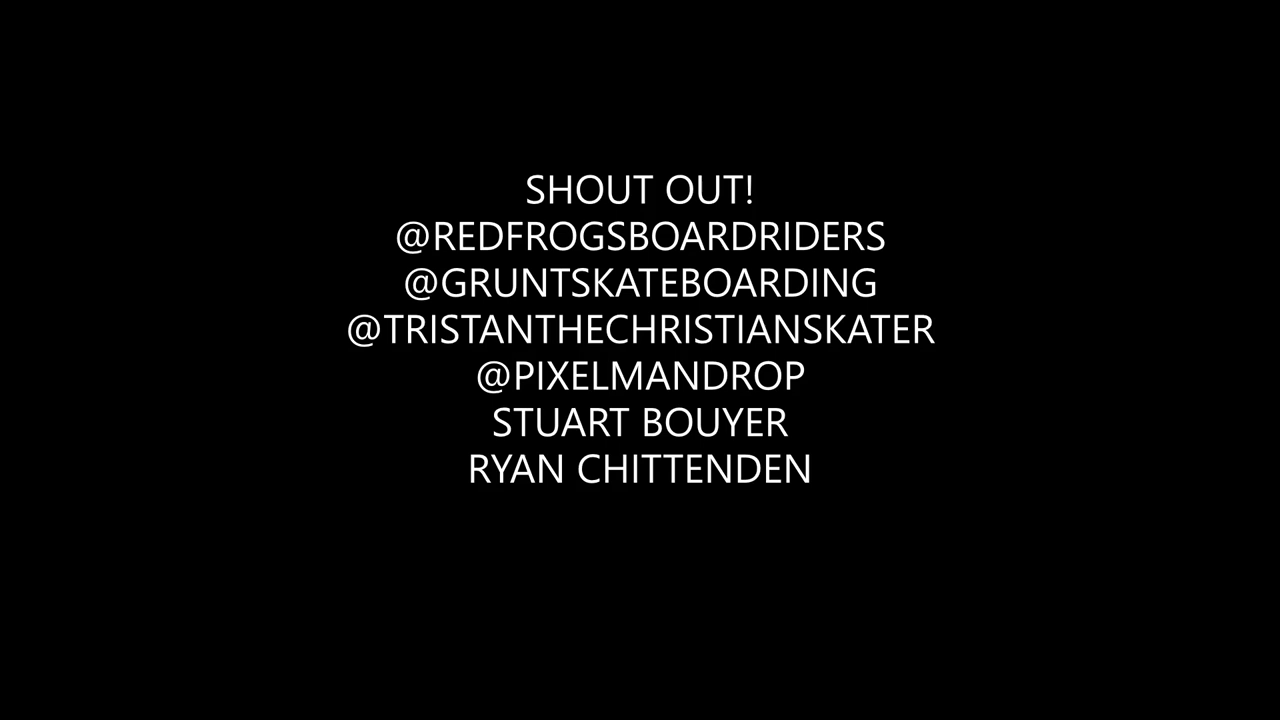 SHOUT OUT!
@REDFROGSBOARDRIDERS
@GRUNTSKATEBOARDING
@TRISTANTHECHRISTIANSKATER
@PIXELMANDROP
STUART BOUYER
RYAN CHITTENDEN